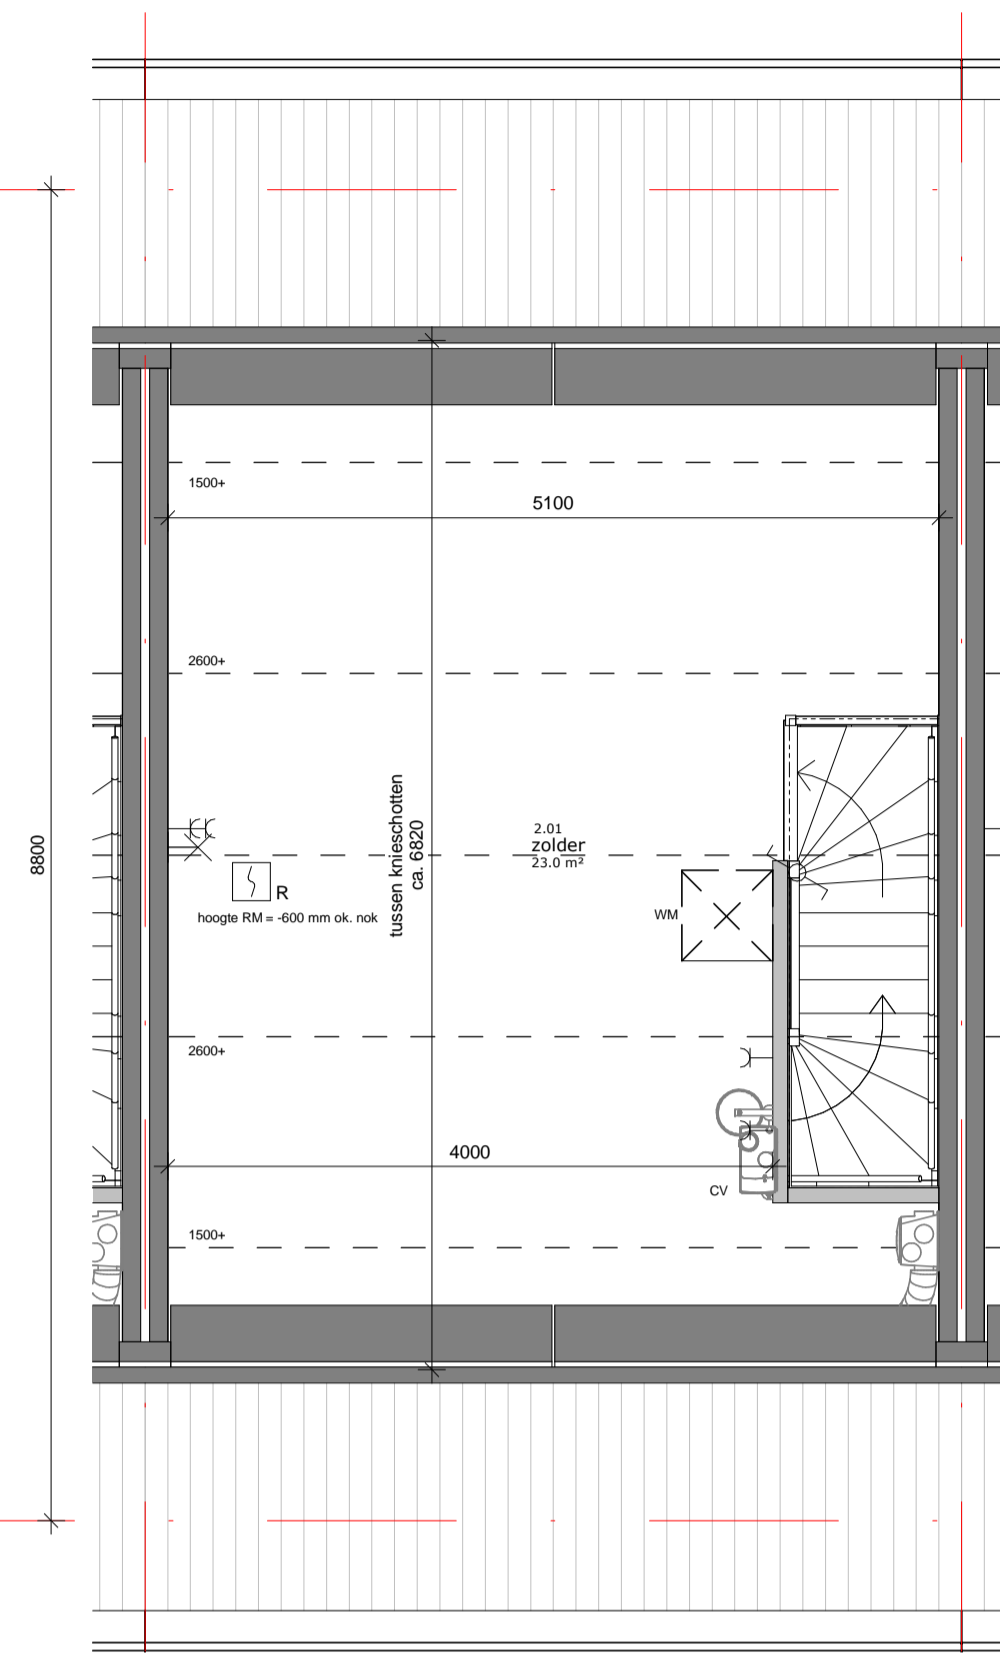 1500+
5100
2600+
8800
tussen knieschotten
ca. 6820
2.01
zolder
23.0 m²
R
hoogte RM = -600 mm ok. nok
WM
2600+
4000
CV
1500+